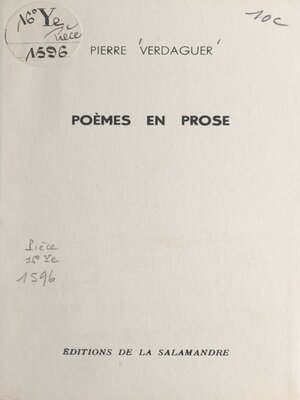 16° Ye
Pièce
1596
10c
PIERRE 'VERDAGUER'
POÈMES EN PROSE
Pièce
16° Ye
1596
ÉDITIONS DE LA SALAMANDRE